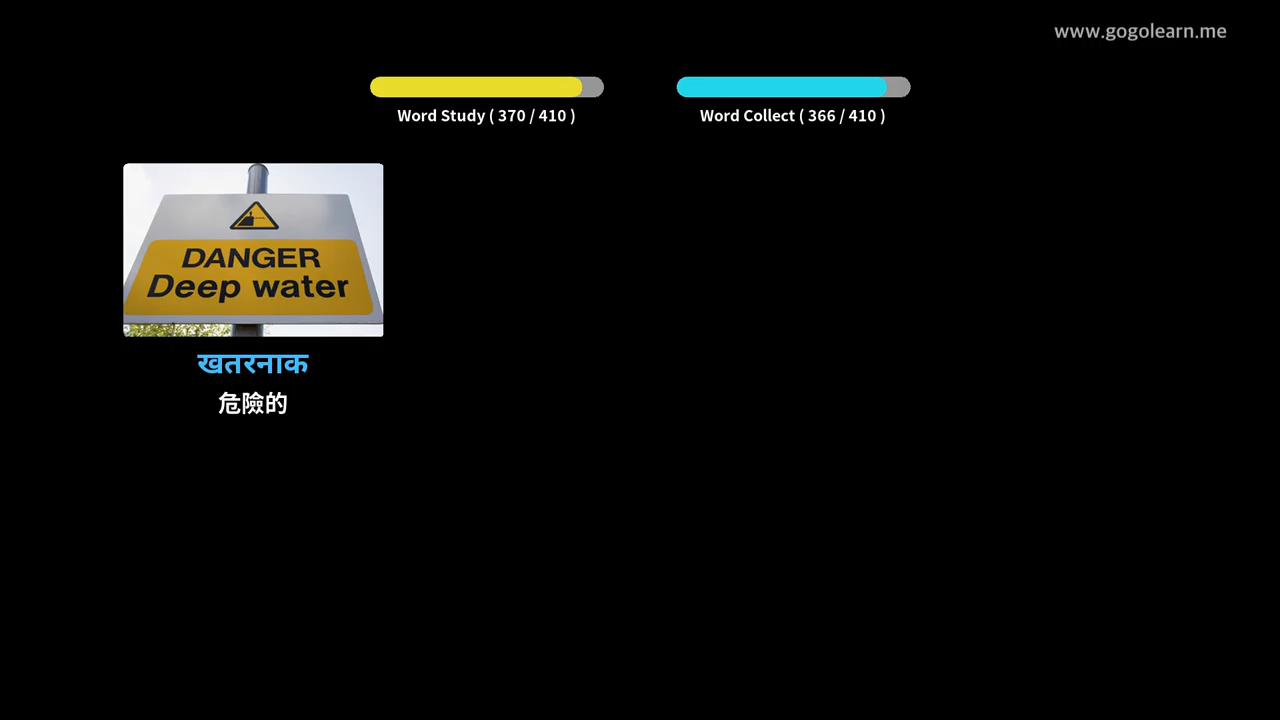 www.gogolearn.me
Word Study ( 370 / 410 )
Word Collect ( 366 / 410 )
DANGER
Deep water
खतरनाक
危險的